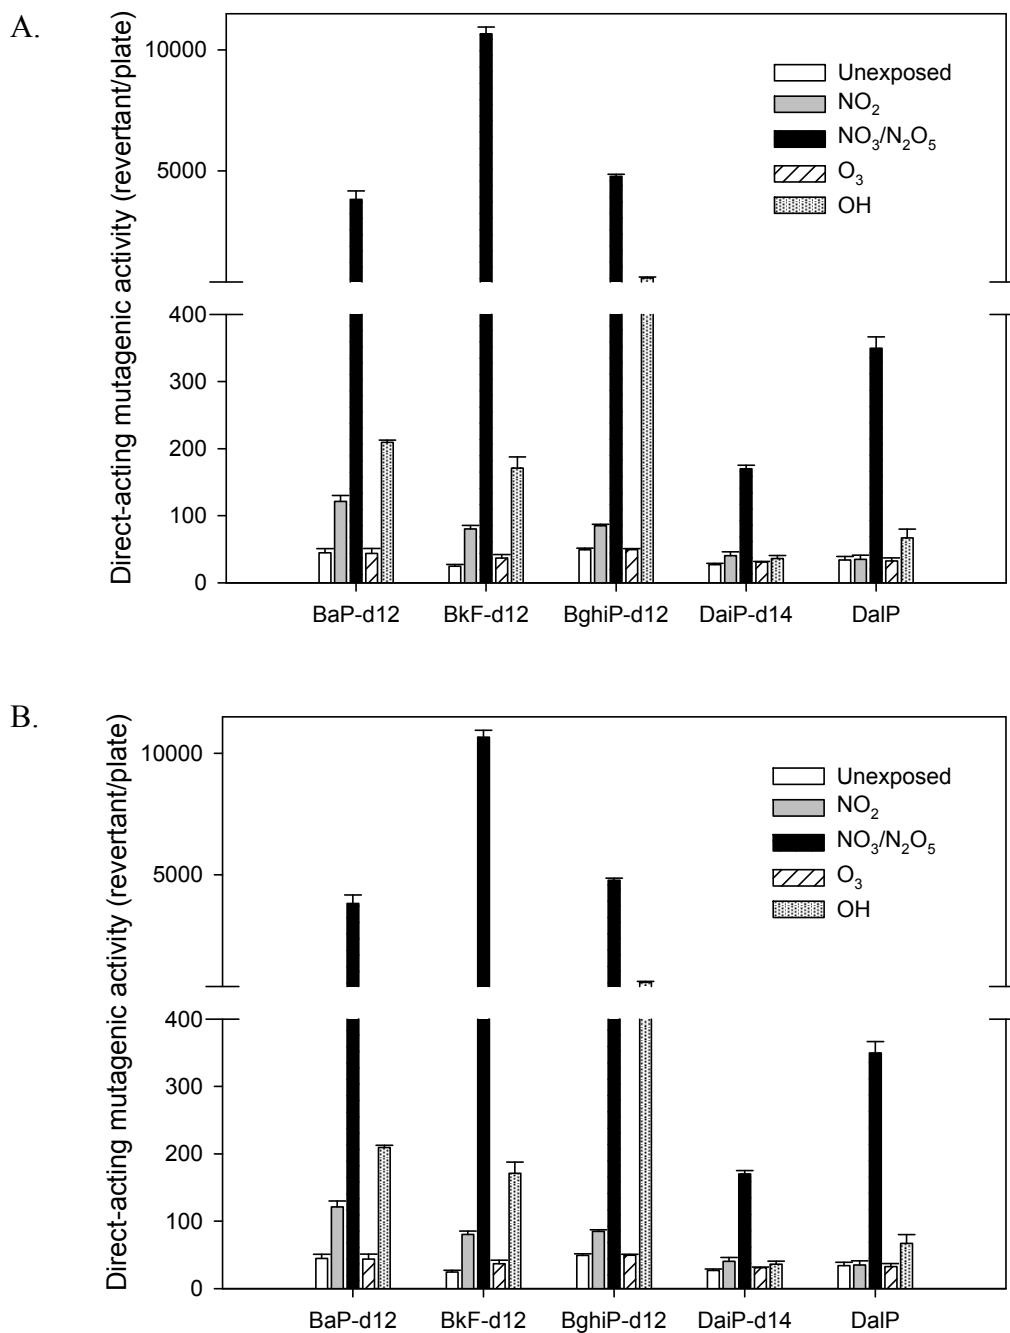 A.
Direct-acting mutagenic activity (revertant/plate)
10000
5000
400
300
200
100
0
Unexposed
NO2
NO3/N2O5
O3
OH
BaP-d12 BkF-d12 BghiP-d12 DaiP-d14 DalP
B.
Direct-acting mutagenic activity (revertant/plate)
10000
5000
400
300
200
100
0
Unexposed
NO2
NO3/N2O5
O3
OH
BaP-d12 BkF-d12 BghiP-d12 DaiP-d14 DalP